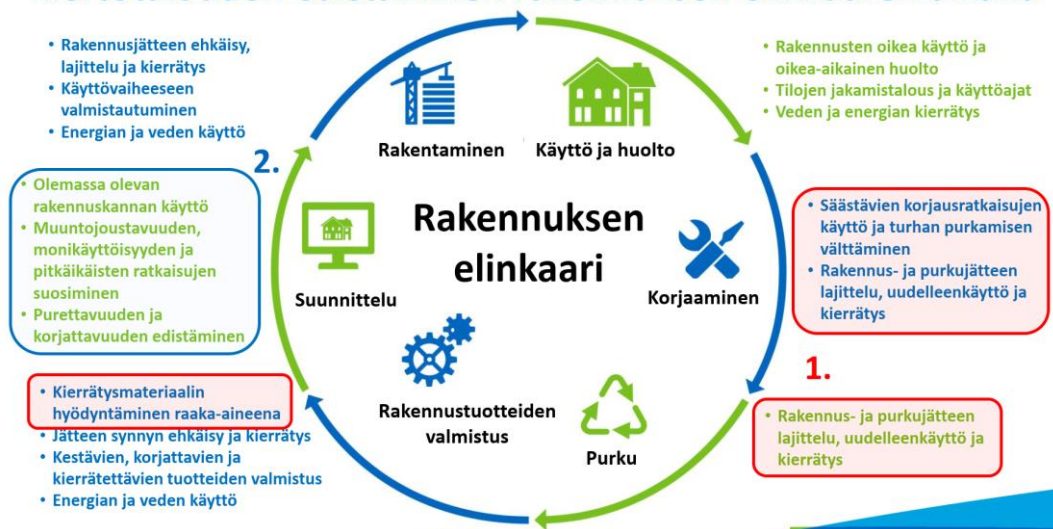 • Rakennusjätteen ehkäisy,
lajittelu ja kierrätys
• Käyttövaiheeseen
valmistautuminen
• Energian ja veden käyttö
Rakentaminen
Käyttö ja huolto
• Rakennusten oikea käyttö ja
oikea-aikainen huolto
• Tilojen jakamistalous ja käyttöajat
• Veden ja energian kierrätys
2.
• Olemassa olevan
rakennuskannan käyttö
• Muuntojoustavuuden,
monikäyttöisyyden ja
pitkäikäisten ratkaisujen
suosiminen
• Purettavuuden ja
korjattavuuden edistäminen
Suunnittelu
Rakennuksen
elinkaari
Korjaaminen
• Säästävien korjausratkaisujen
käyttö ja turhan purkamisen
välttäminen
• Rakennus- ja purkujätteen
lajittelu, uudelleenkäyttö ja
kierrätys
1.
• Kierrätysmateriaalin
hyödyntäminen raaka-aineena
• Jätteen synnyn ehkäisy ja kierrätys
• Kestävien, korjattavien ja
kierrätettävien tuotteiden valmistus
• Energian ja veden käyttö
Rakennustuotteiden
valmistus
Purku
• Rakennus- ja purkujätteen
lajittelu, uudelleenkäyttö ja
kierrätys